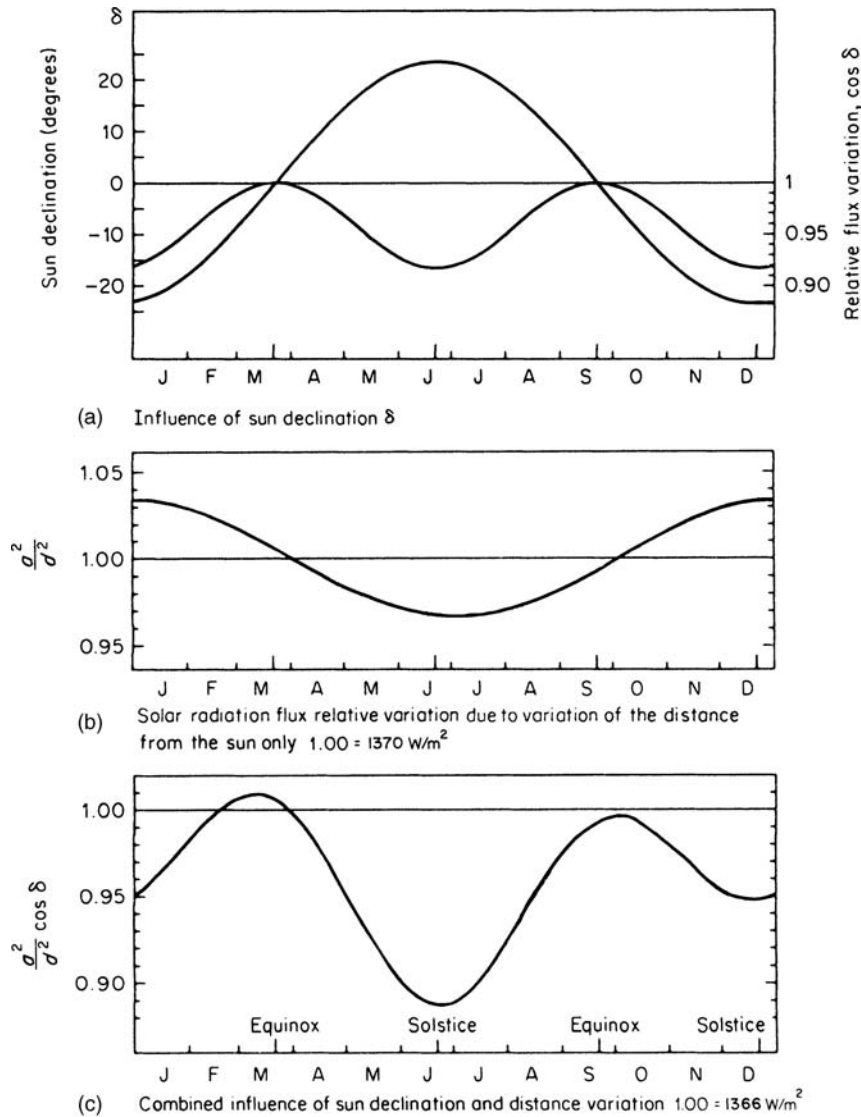 δ
Sun declination (degrees)
20
10
0
-10
-20
1
0.95
0.90
Relative flux variation, cos δ
J F M A M J J A S O N D
(a) Influence of sun declination δ
a²/d²
1.05
1.00
0.95
J F M A M J J A S O N D
(b) Solar radiation flux relative variation due to variation of the distance
from the sun only 1.00 = 1370 W/m²
a²/d² cos δ
1.00
0.95
0.90
Equinox Solstice Equinox Solstice
J F M A M J J A S O N D
(c) Combined influence of sun declination and distance variation 1.00 = 1366 W/m²